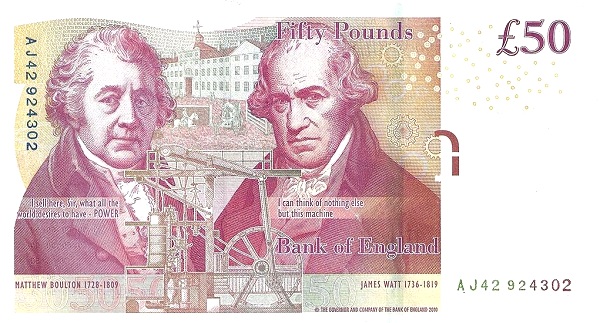 Fifty Pounds
£50
AJ42 924302
I sell here, Sir, what all the
world desires to have - POWER
I can think of nothing else
but this machine
Bank of England
MATTHEW BOULTON 1728-1809
JAMES WATT 1736-1819
AJ42 924302
50
50
© THE GOVERNOR AND COMPANY OF THE BANK OF ENGLAND 2010